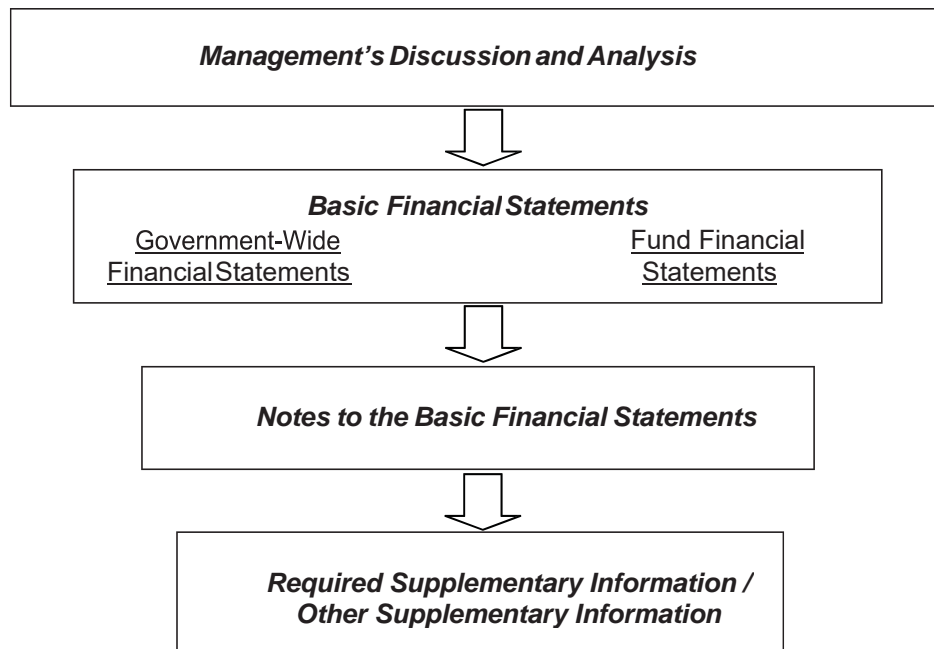 Management’s Discussion and Analysis
Basic Financial Statements
Government-Wide
Financial Statements
Fund Financial
Statements
Notes to the Basic Financial Statements
Required Supplementary Information /
Other Supplementary Information